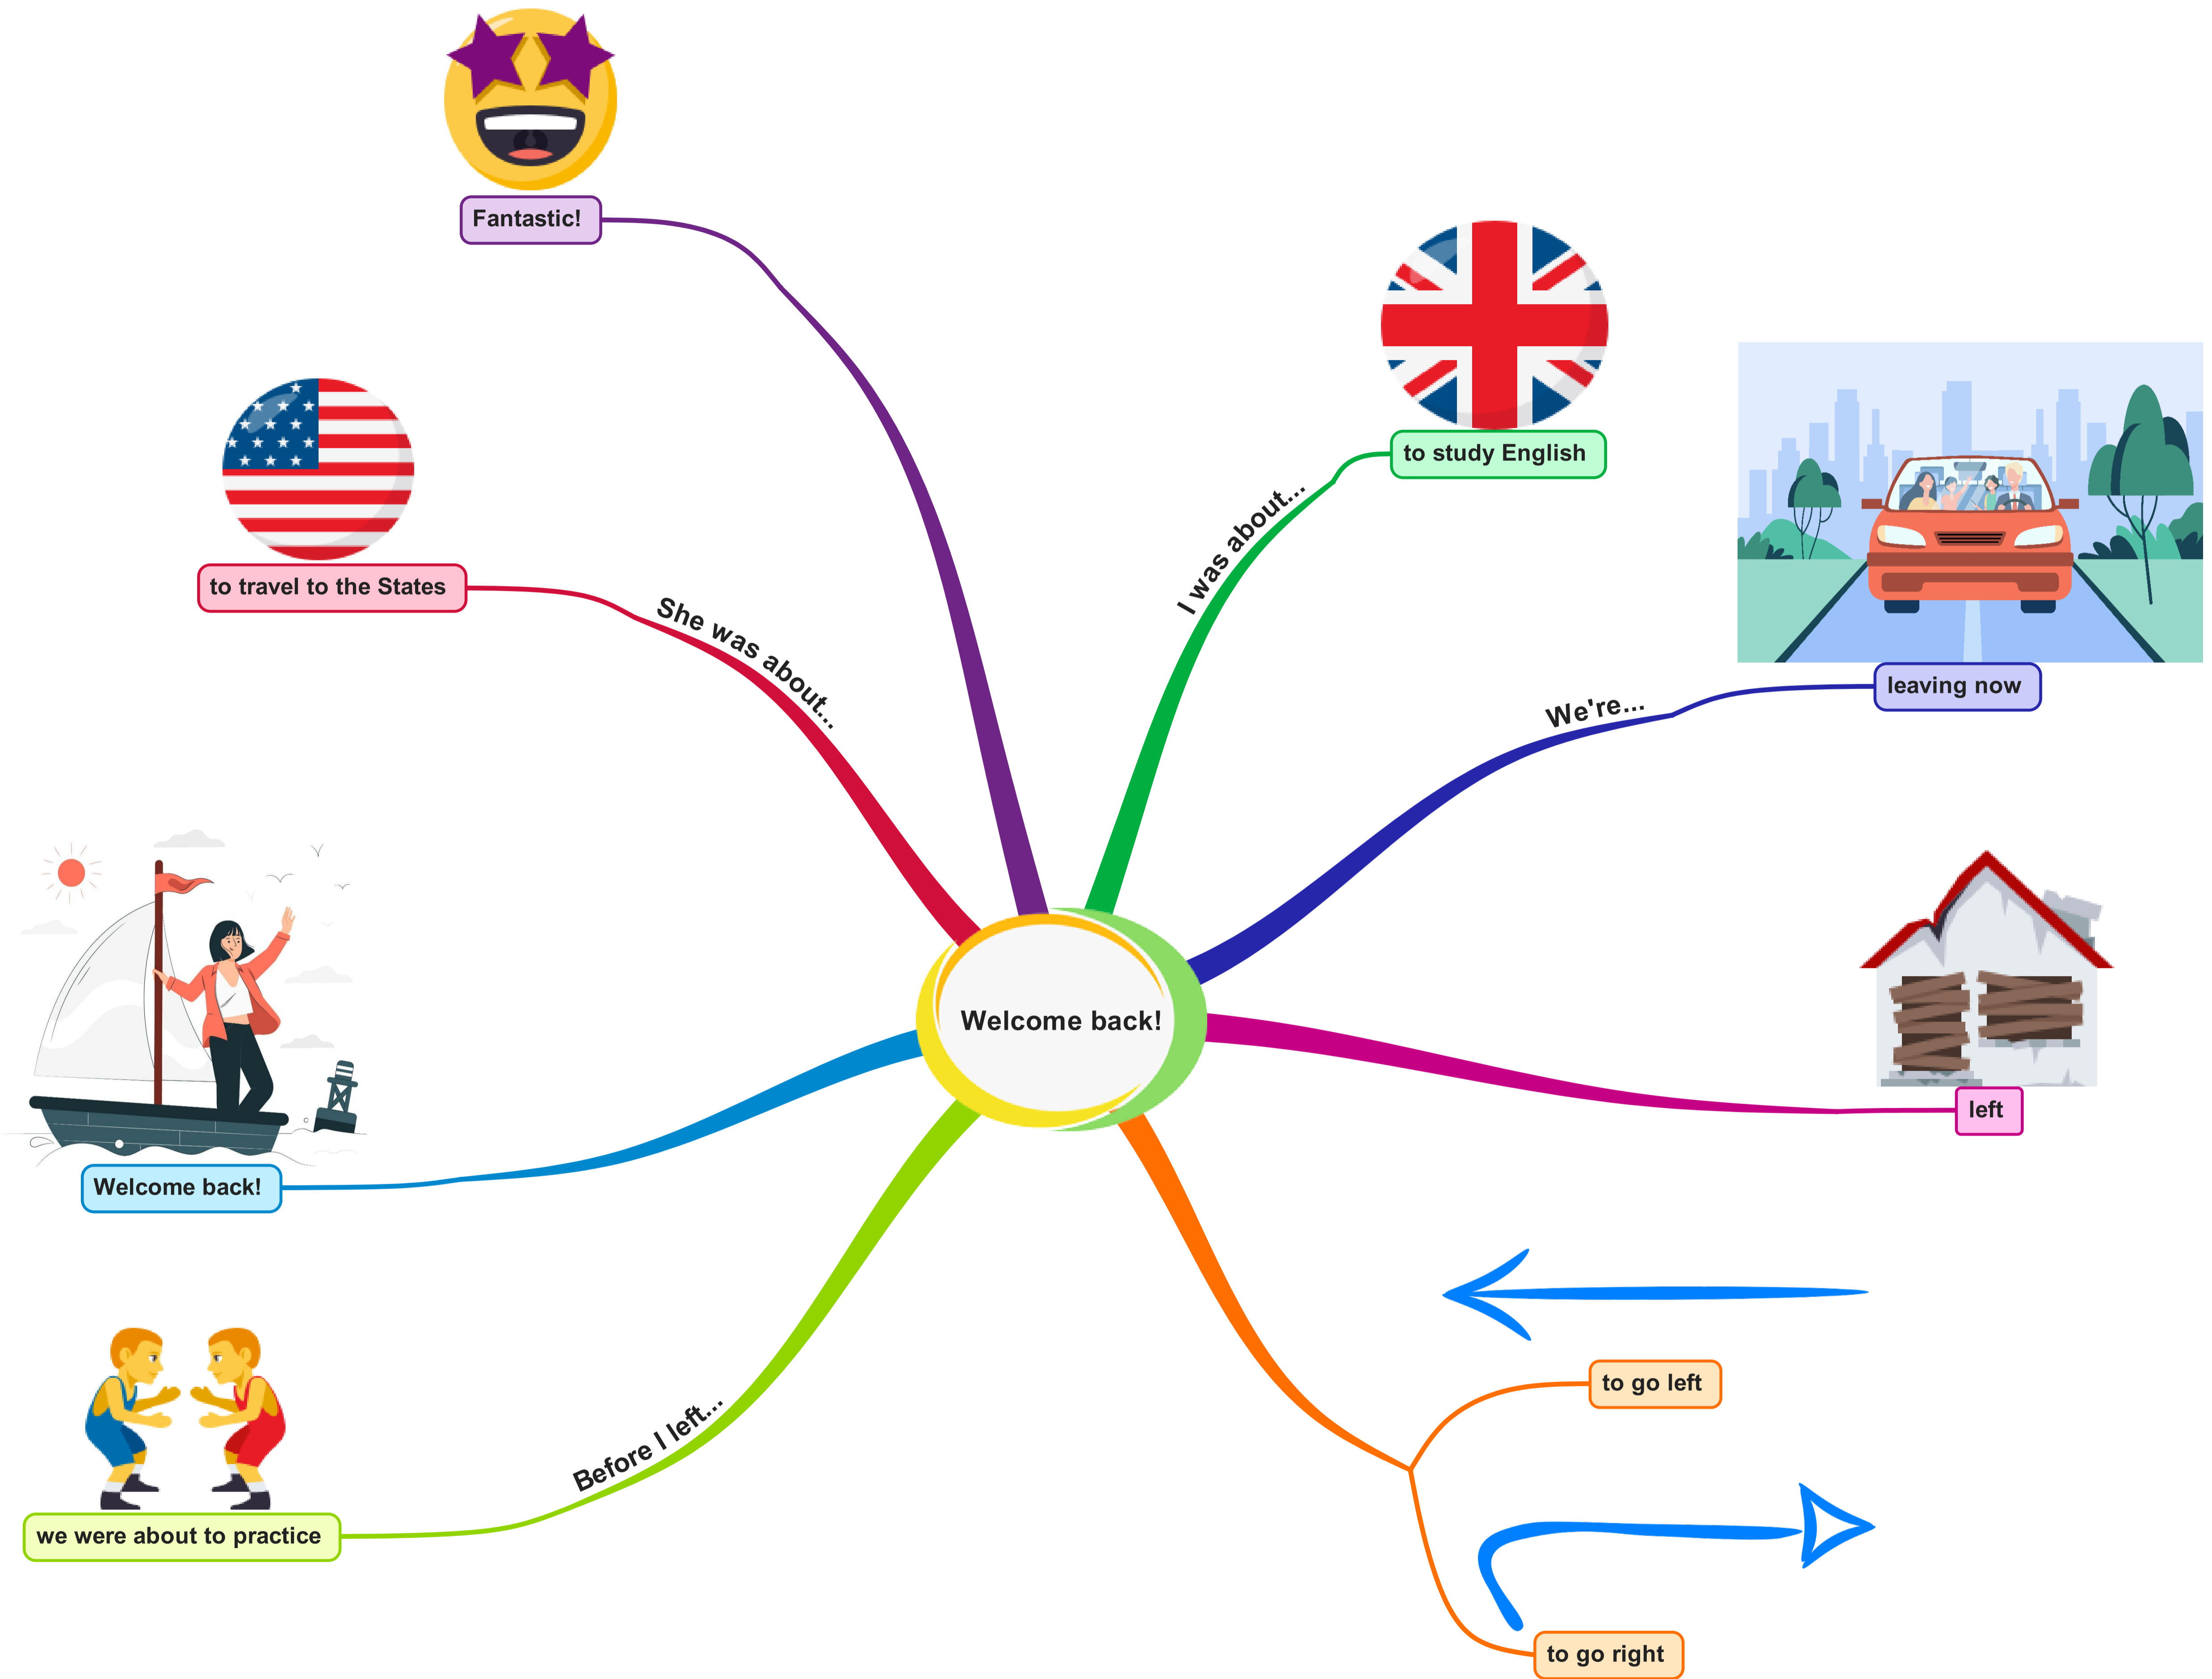 Fantastic!
to study English
I was about...
to travel to the States
She was about...
We're...
leaving now
Welcome back!
left
Welcome back!
to go left
Before I left...
we were about to practice
to go right